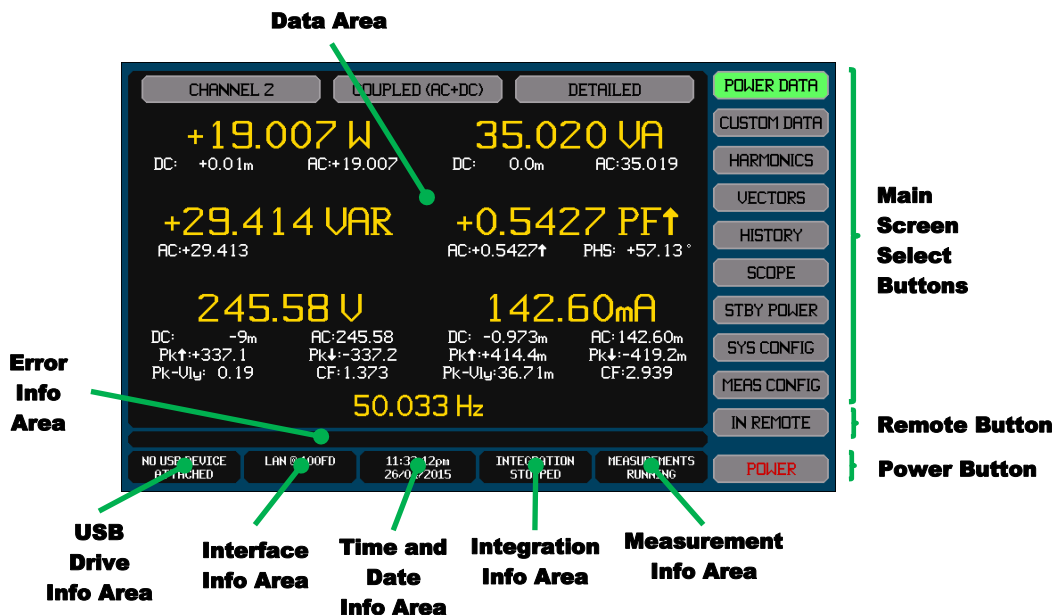 Data Area
CHANNEL 2
COUPLED (AC+DC)
DETAILED
+19.007 W
35.020 VA
DC: +0.01m AC:+19.007
DC: 0.0m AC:35.019
+29.414 VAR
+0.5427 PF↑
AC:+29.413
AC:+0.5427↑ PHS: +57.13°
245.58 V
142.60mA
DC: -9m AC:245.58
DC: -0.973m AC:142.60m
Pk↑:+337.1 Pk↓:-337.2
Pk↑:+414.4m Pk↓:-419.2m
Pk-Vly: 0.19 CF:1.373
Pk-Vly:36.71m CF:2.939
50.033 Hz
POWER DATA
CUSTOM DATA
HARMONICS
VECTORS
HISTORY
SCOPE
STBY POWER
SYS CONFIG
MEAS CONFIG
IN REMOTE
POWER
Main
Screen
Select
Buttons
Remote Button
Power Button
Error
Info
Area
NO USB DEVICE
ATTACHED
LAN @ 100FD
2015
INTEGRATION
STOPPED
MEASUREMENTS
RUNNING
USB
Drive
Info Area
Interface
Info Area
Time and
Date
Info Area
Integration
Info Area
Measurement
Info Area